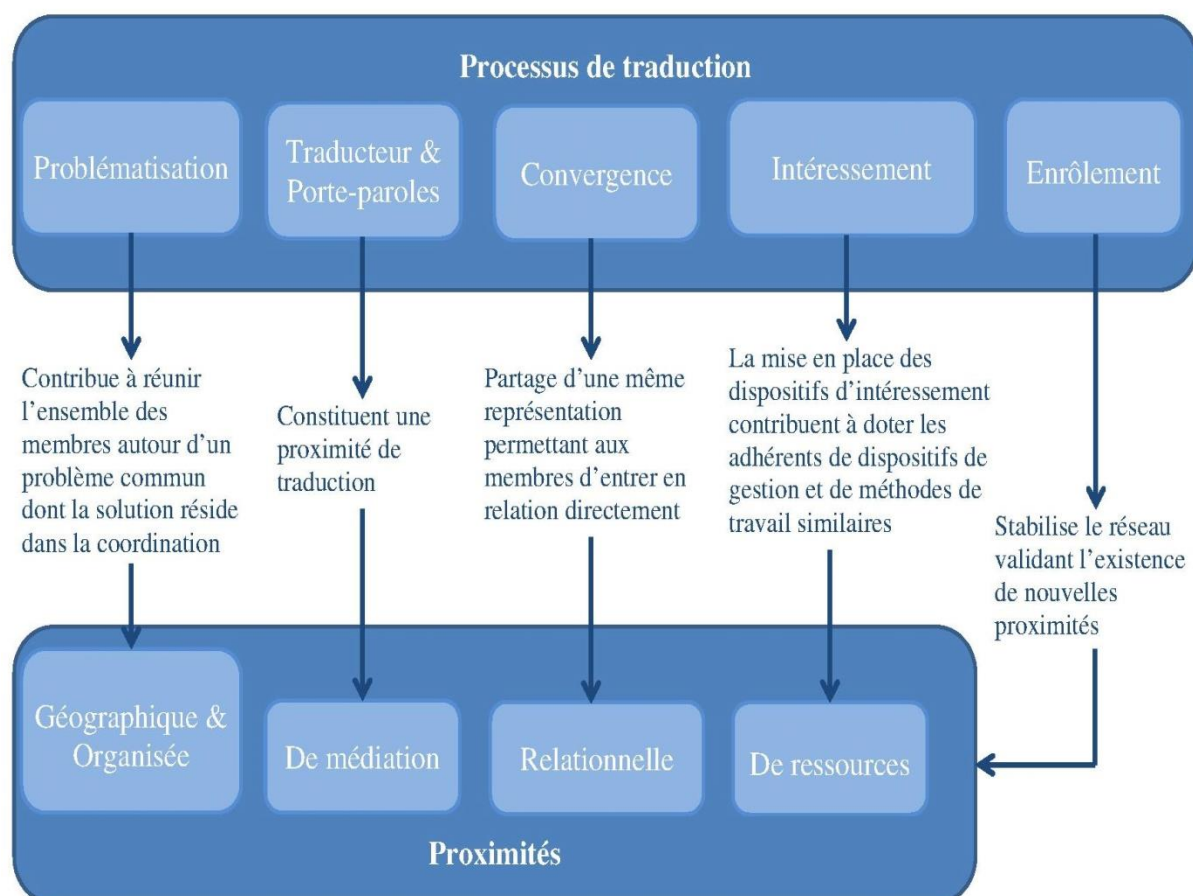 Processus de traduction
Problématisation
Traducteur &
Porte-paroles
Convergence
Intéressement
Enrôlement
Contribue à réunir
l’ensemble des
membres autour d’un
problème commun
dont la solution réside
dans la coordination
Constituent une
proximité de
traduction
Partage d’une même
représentation
permettant aux
membres d’entrer en
relation directement
La mise en place des
dispositifs d’intéressement
contribuent à doter les
adhérents de dispositifs de
gestion et de méthodes de
travail similaires
Stabilise le réseau
validant l’existence
de nouvelles
proximités
Géographique &
Organisée
De médiation
Relationnelle
De ressources
Proximités